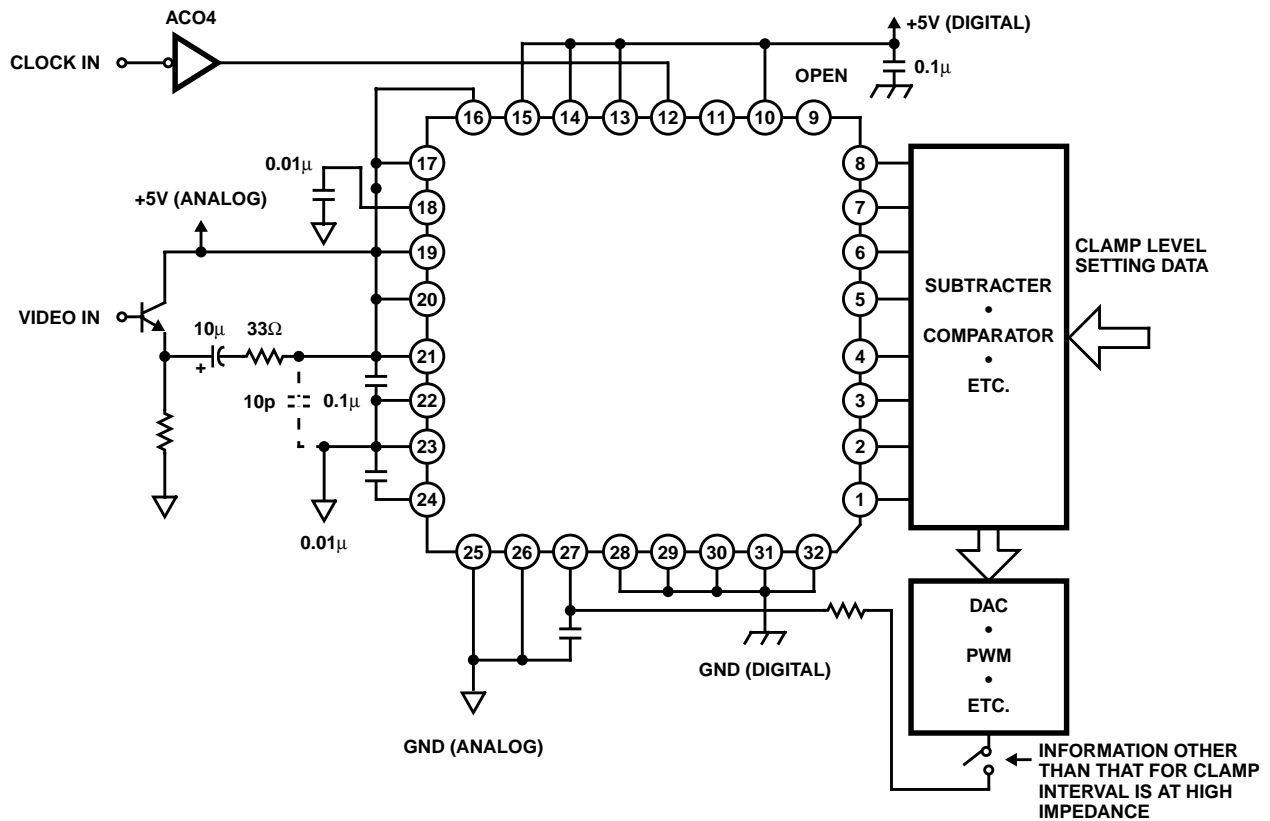 ACO4
CLOCK IN
+5V (DIGITAL)
OPEN
0.1μ
16 15 14 13 12 11 10 9
17
18
19
20
21
22
23
24
8
7
6
5
4
3
2
1
25 26 27 28 29 30 31 32
0.01μ
+5V (ANALOG)
VIDEO IN
10μ
+
33Ω
10p
0.1μ
0.01μ
SUBTRACTER
•
COMPARATOR
•
ETC.
CLAMP LEVEL
SETTING DATA
DAC
•
PWM
•
ETC.
GND (DIGITAL)
GND (ANALOG)
INFORMATION OTHER
THAN THAT FOR CLAMP
INTERVAL IS AT HIGH
IMPEDANCE